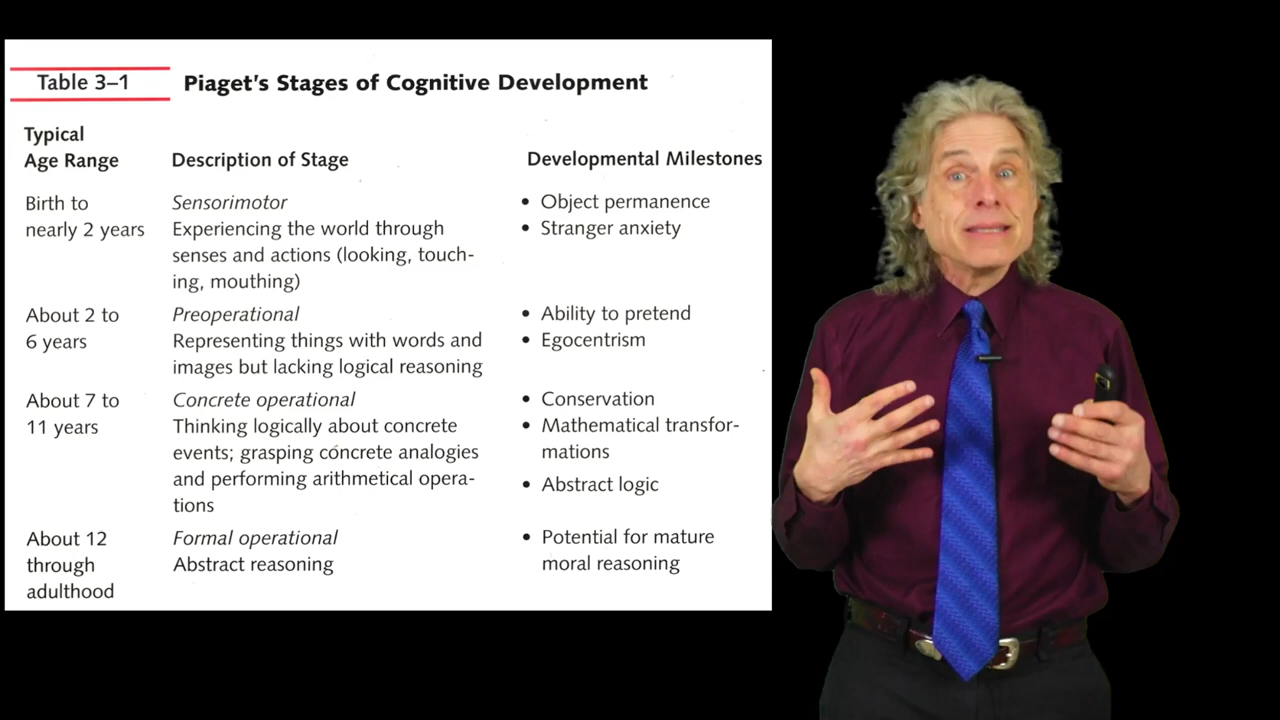 Table 3–1 Piaget's Stages of Cognitive Development
Typical
Age Range Description of Stage Developmental Milestones
Birth to Sensorimotor • Object permanence
nearly 2 years Experiencing the world through • Stranger anxiety
senses and actions (looking, touch-
ing, mouthing)
About 2 to Preoperational • Ability to pretend
6 years Representing things with words and • Egocentrism
images but lacking logical reasoning
About 7 to Concrete operational • Conservation
11 years Thinking logically about concrete • Mathematical transfor-
events; grasping concrete analogies mations
and performing arithmetical opera- • Abstract logic
tions
About 12 Formal operational • Potential for mature
through Abstract reasoning moral reasoning
adulthood